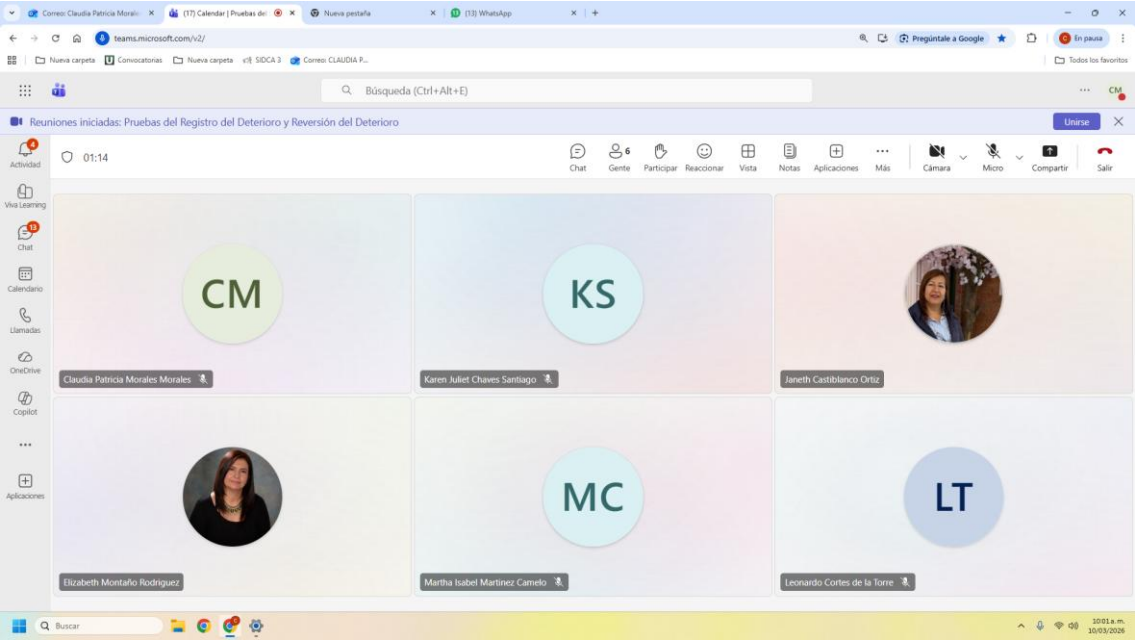 Correo: Claudia Patricia Morale
(17) Calendar | Pruebas del
Nueva pestaña
(13) WhatsApp
teams.microsoft.com/v2/
Pregúntale a Google
C
En pausa
Nueva carpeta
Convocatorias
Nueva carpeta
SIDCA 3
Correo: CLAUDIA P...
Todos los favoritos
Búsqueda (Ctrl+Alt+E)
CM
Reuniones iniciadas: Pruebas del Registro del Deterioro y Reversión del Deterioro
Unirse
4
Actividad
01:14
Chat
6
Gente
Participar
Reaccionar
Vista
Notas
Aplicaciones
Más
Cámara
Micro
Compartir
Salir
Viva Learning
13
Chat
Calendario
Llamadas
OneDrive
Copilot
Aplicaciones
CM
KS
Claudia Patricia Morales Morales
Karen Juliet Chaves Santiago
Janeth Castiblanco Ortiz
MC
LT
Elizabeth Montaño Rodriguez
Martha Isabel Martinez Camelo
Leonardo Cortes de la Torre
Buscar
10:01 a. m.
10/03/2026